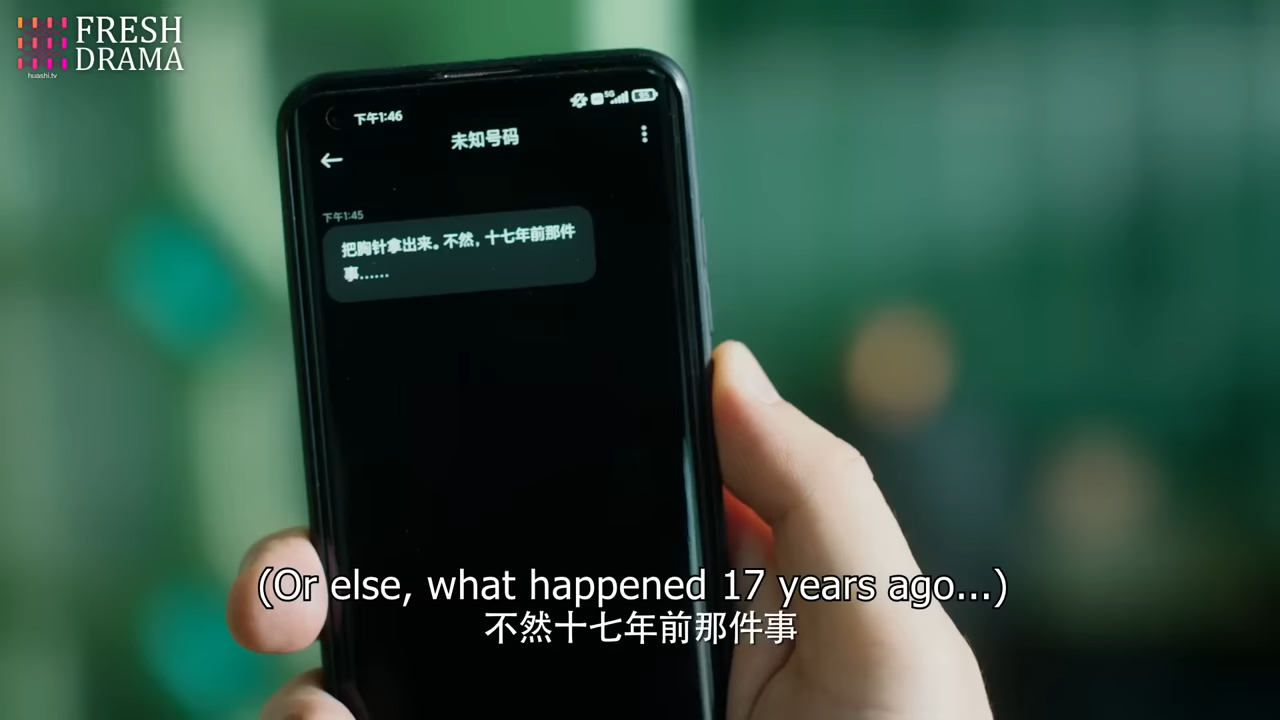 FRESH
DRAMA
huashi.tv
下午1:46
5G
未知号码
下午1:45
把胸针拿出来。不然，十七年前那件
事……
(Or else, what happened 17 years ago...)
不然十七年前那件事